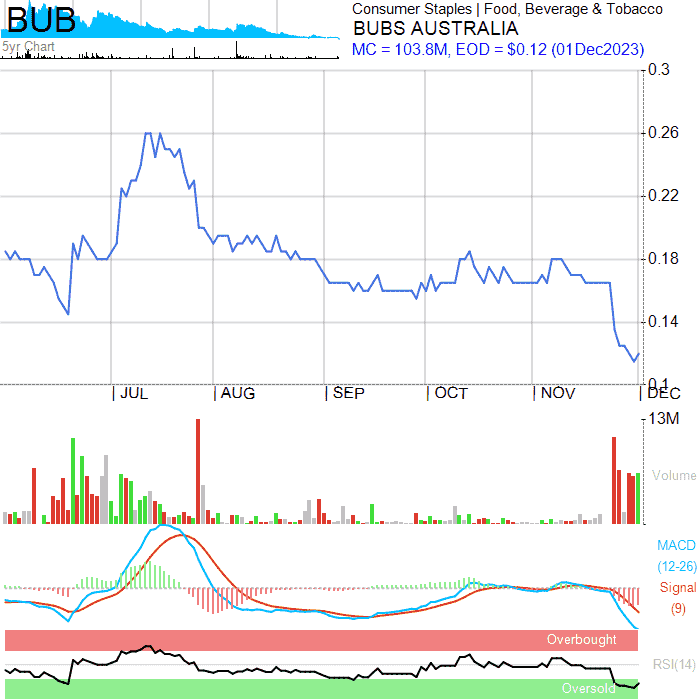 BUB
5yr Chart
Consumer Staples | Food, Beverage & Tobacco
BUBS AUSTRALIA
MC = 103.8M, EOD = $0.12 (01Dec2023)
0.3
0.26
0.22
0.18
0.14
0.1
| JUL | AUG | SEP | OCT | NOV | DEC
13M
Volume
MACD
(12-26)
Signal
(9)
Overbought
RSI(14)
Oversold